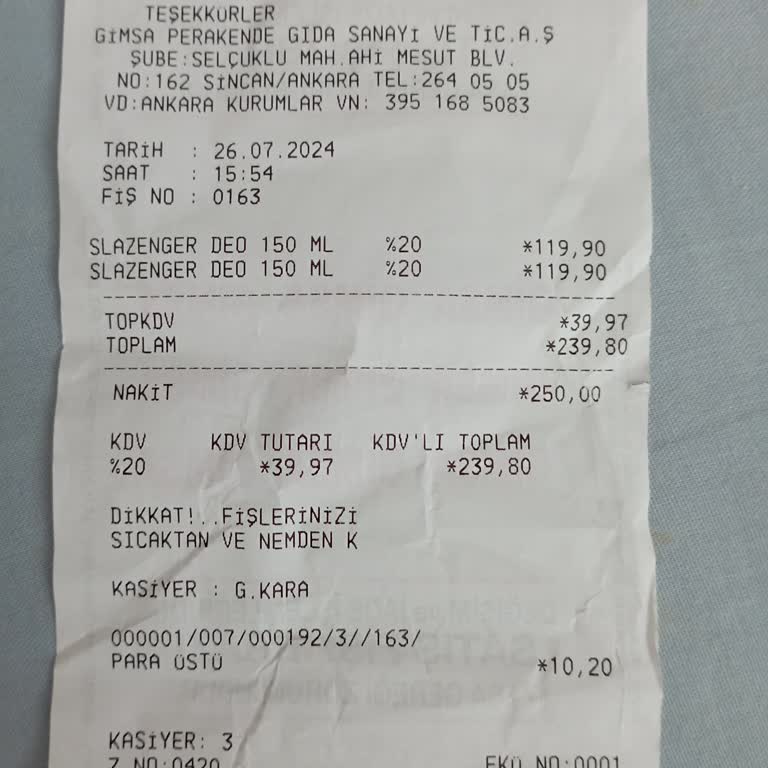 TEŞEKKÜRLER
GİMSA PERAKENDE GIDA SANAYİ VE TİC.A.Ş
ŞUBE:SELÇUKLU MAH.AHİ MESUT BLV.
NO:162 SİNCAN/ANKARA TEL:264 05 05
VD:ANKARA KURUMLAR VN: 395 168 5083
TARİH : 26.07.2024
SAAT : 15:54
FİŞ NO : 0163
SLAZENGER DEO 150 ML %20 *119,90
SLAZENGER DEO 150 ML %20 *119,90
TOPKDV *39,97
TOPLAM *239,80
NAKİT *250,00
KDV KDV TUTARI KDV'LI TOPLAM
%20 *39,97 *239,80
DİKKAT!..FİŞLERİNİZİ
SICAKTAN VE NEMDEN K
KASİYER : G.KARA
000001/007/000192/3//163/
PARA ÜSTÜ *10,20
KASİYER: 3
Z NO:0420 EKÜ NO:0001